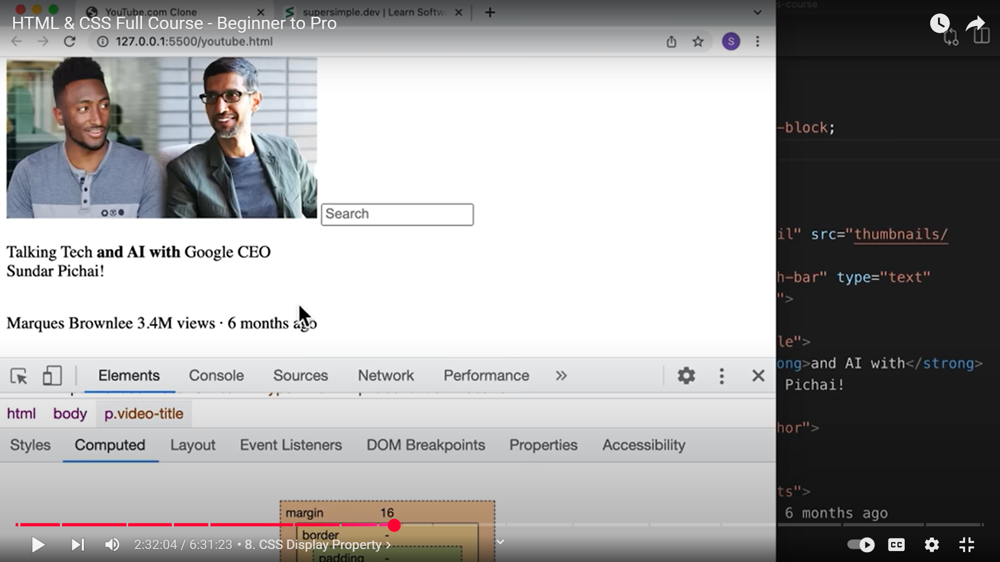 YouTube.com Clone
supersimple.dev | Learn Softw
s-course
HTML & CSS Full Course - Beginner to Pro
127.0.0.1:5500/youtube.html
S
-block;
Search
il" src="thumbnails/
Talking Tech and AI with Google CEO
Sundar Pichai!
h-bar" type="text"
">
Marques Brownlee 3.4M views · 6 months ago
le">
ong>and AI with</strong>
Pichai!
Elements Console Sources Network Performance »
html body p.video-title
hor">
Styles Computed Layout Event Listeners DOM Breakpoints Properties Accessibility
ts">
6 months ago
margin 16
border -
2:32:04 / 6:31:23 • 8. CSS Display Property >
CC
padding -